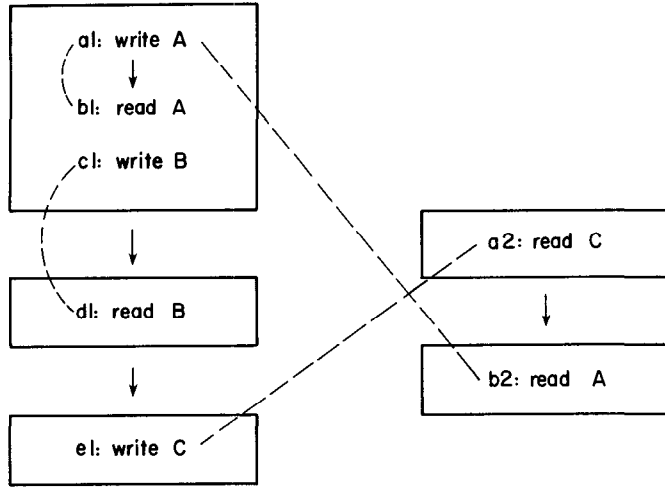 a1: write A
b1: read A
c1: write B
d1: read B
e1: write C
a2: read C
b2: read A